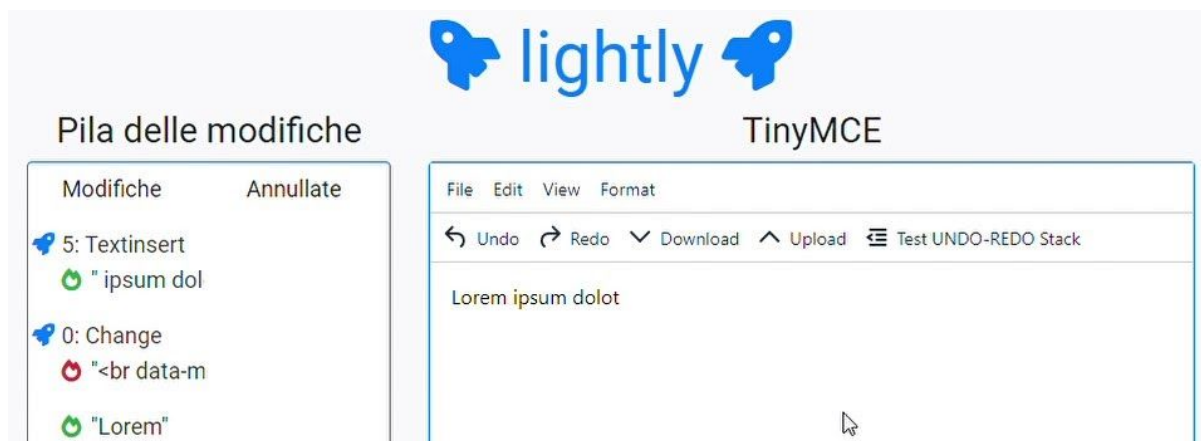 lightly
Pila delle modifiche
Modifiche Annullate
5: Textinsert
" ipsum dol
0: Change
"<br data-m
"Lorem"
TinyMCE
File Edit View Format
Undo Redo Download Upload Test UNDO-REDO Stack
Lorem ipsum dolot